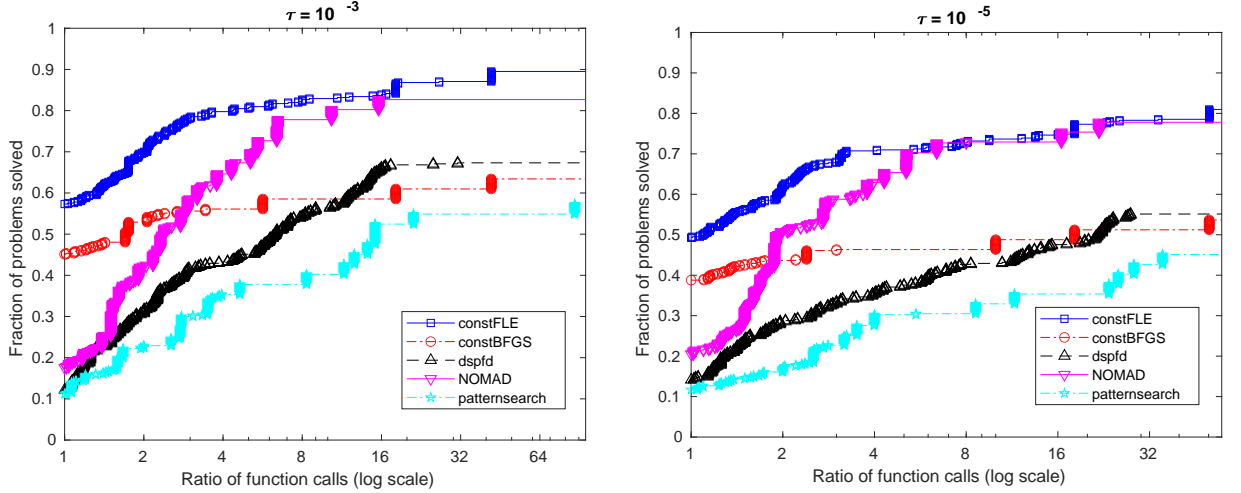 τ = 10 -3
1
0.9
0.8
0.7
0.6
0.5
0.4
0.3
0.2
0.1
0
Fraction of problems solved
constFLE
constBFGS
dspfd
NOMAD
patternsearch
1 2 4 8 16 32 64
Ratio of function calls (log scale)
τ = 10 -5
1
0.9
0.8
0.7
0.6
0.5
0.4
0.3
0.2
0.1
0
Fraction of problems solved
constFLE
constBFGS
dspfd
NOMAD
patternsearch
1 2 4 8 16 32
Ratio of function calls (log scale)